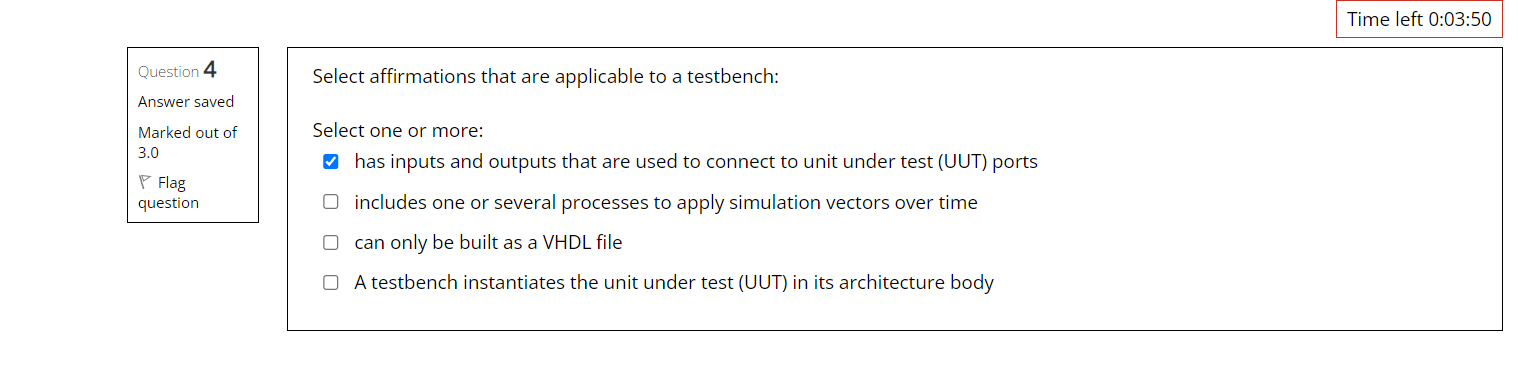 Time left 0:03:50
Question 4
Answer saved
Marked out of
3.0
Flag
question
Select affirmations that are applicable to a testbench:
Select one or more:
has inputs and outputs that are used to connect to unit under test (UUT) ports
includes one or several processes to apply simulation vectors over time
can only be built as a VHDL file
A testbench instantiates the unit under test (UUT) in its architecture body